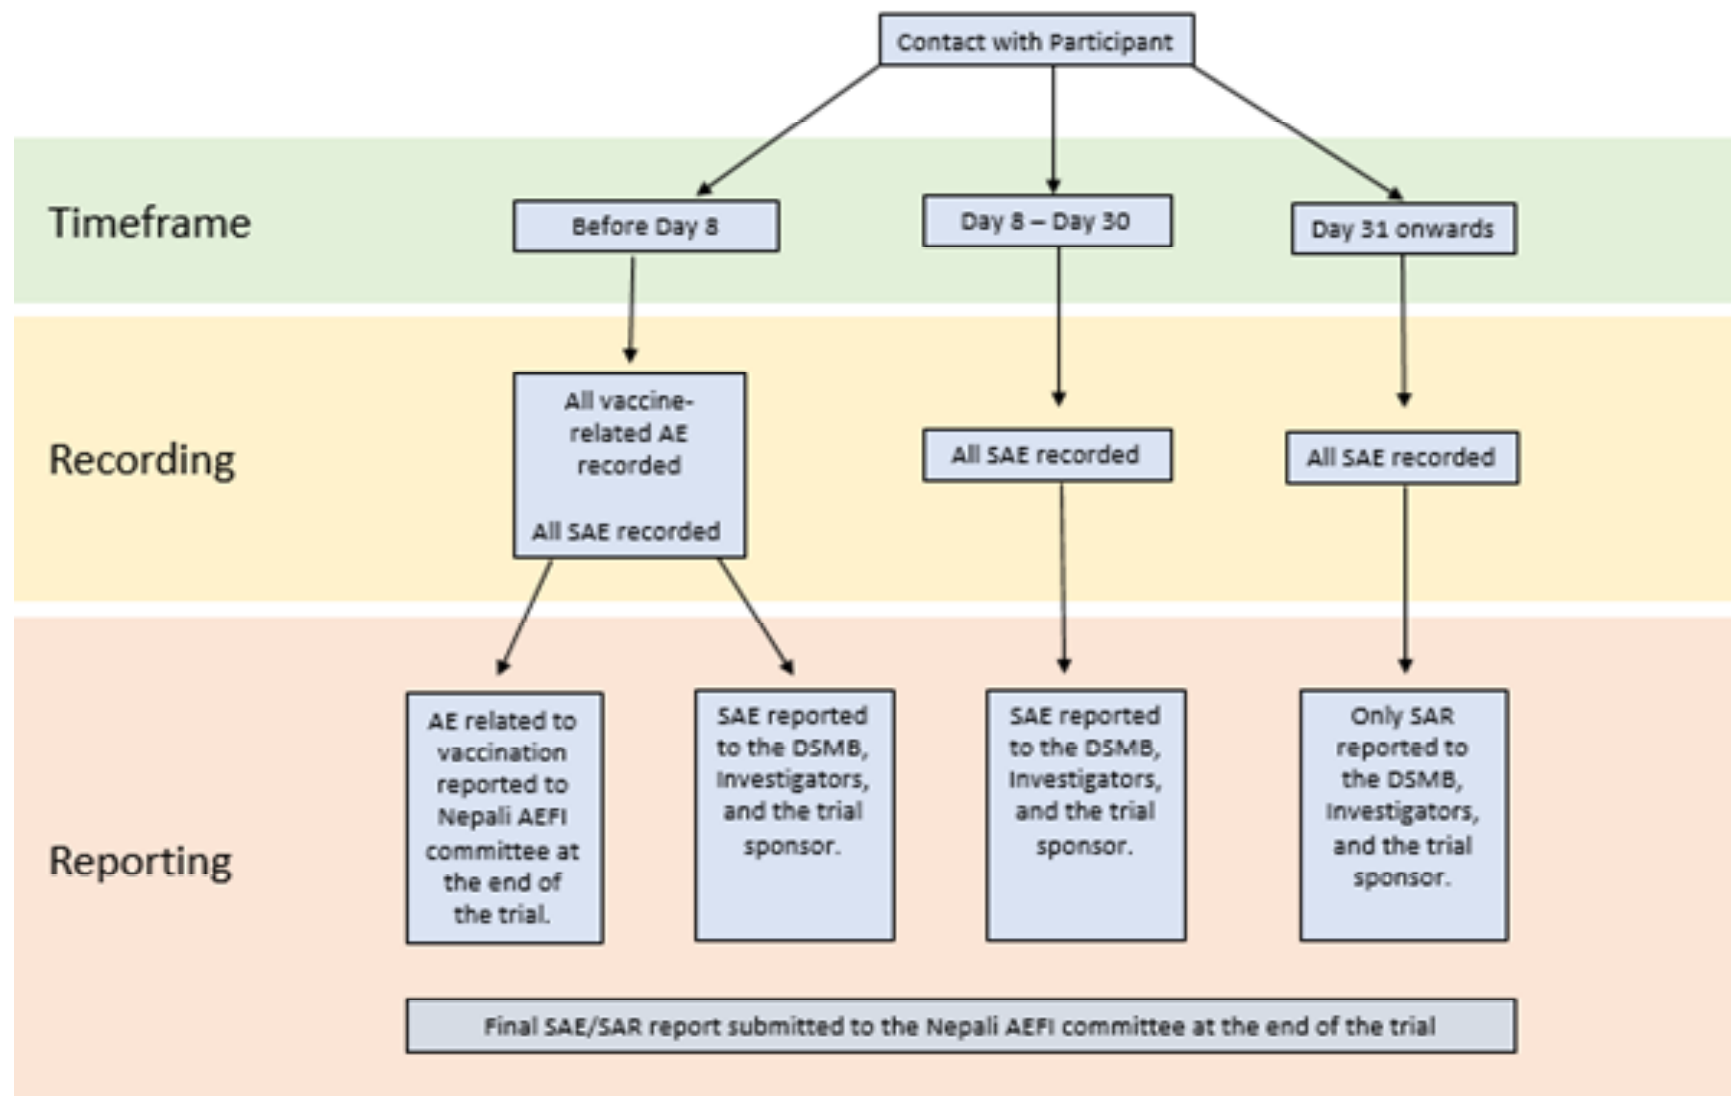 Contact with Participant
Timeframe
Before Day 8
Day 8 – Day 30
Day 31 onwards
Recording
All vaccine-
related AE
recorded
All SAE recorded
All SAE recorded
All SAE recorded
Reporting
AE related to
vaccination
reported to
Nepali AEFI
committee at
the end of
the trial.
SAE reported
to the DSMB,
Investigators,
and the trial
sponsor.
SAE reported
to the DSMB,
Investigators,
and the trial
sponsor.
Only SAR
reported to
the DSMB,
Investigators,
and the trial
sponsor.
Final SAE/SAR report submitted to the Nepali AEFI committee at the end of the trial